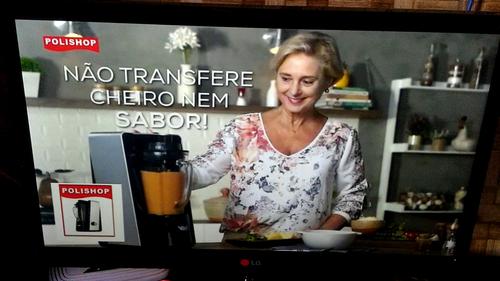 POLISHOP
NÃO TRANSFERE
CHEIRO NEM
SABOR!
POLISHOP
LG